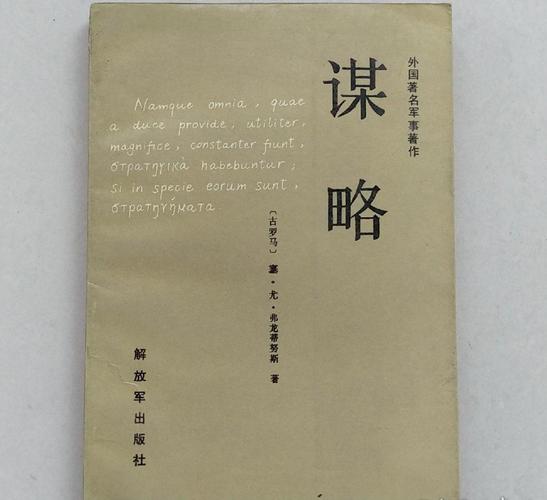 外国著名军事著作
谋略
Namque omnia, quae
a duce provide, utiliter,
magnifice, constanter fiunt,
στρατηγικὰ habebuntur;
si in specie eorum sunt,
στρατηγήματα.
〔古罗马〕塞·尤·弗龙蒂努斯 著
解放军出版社